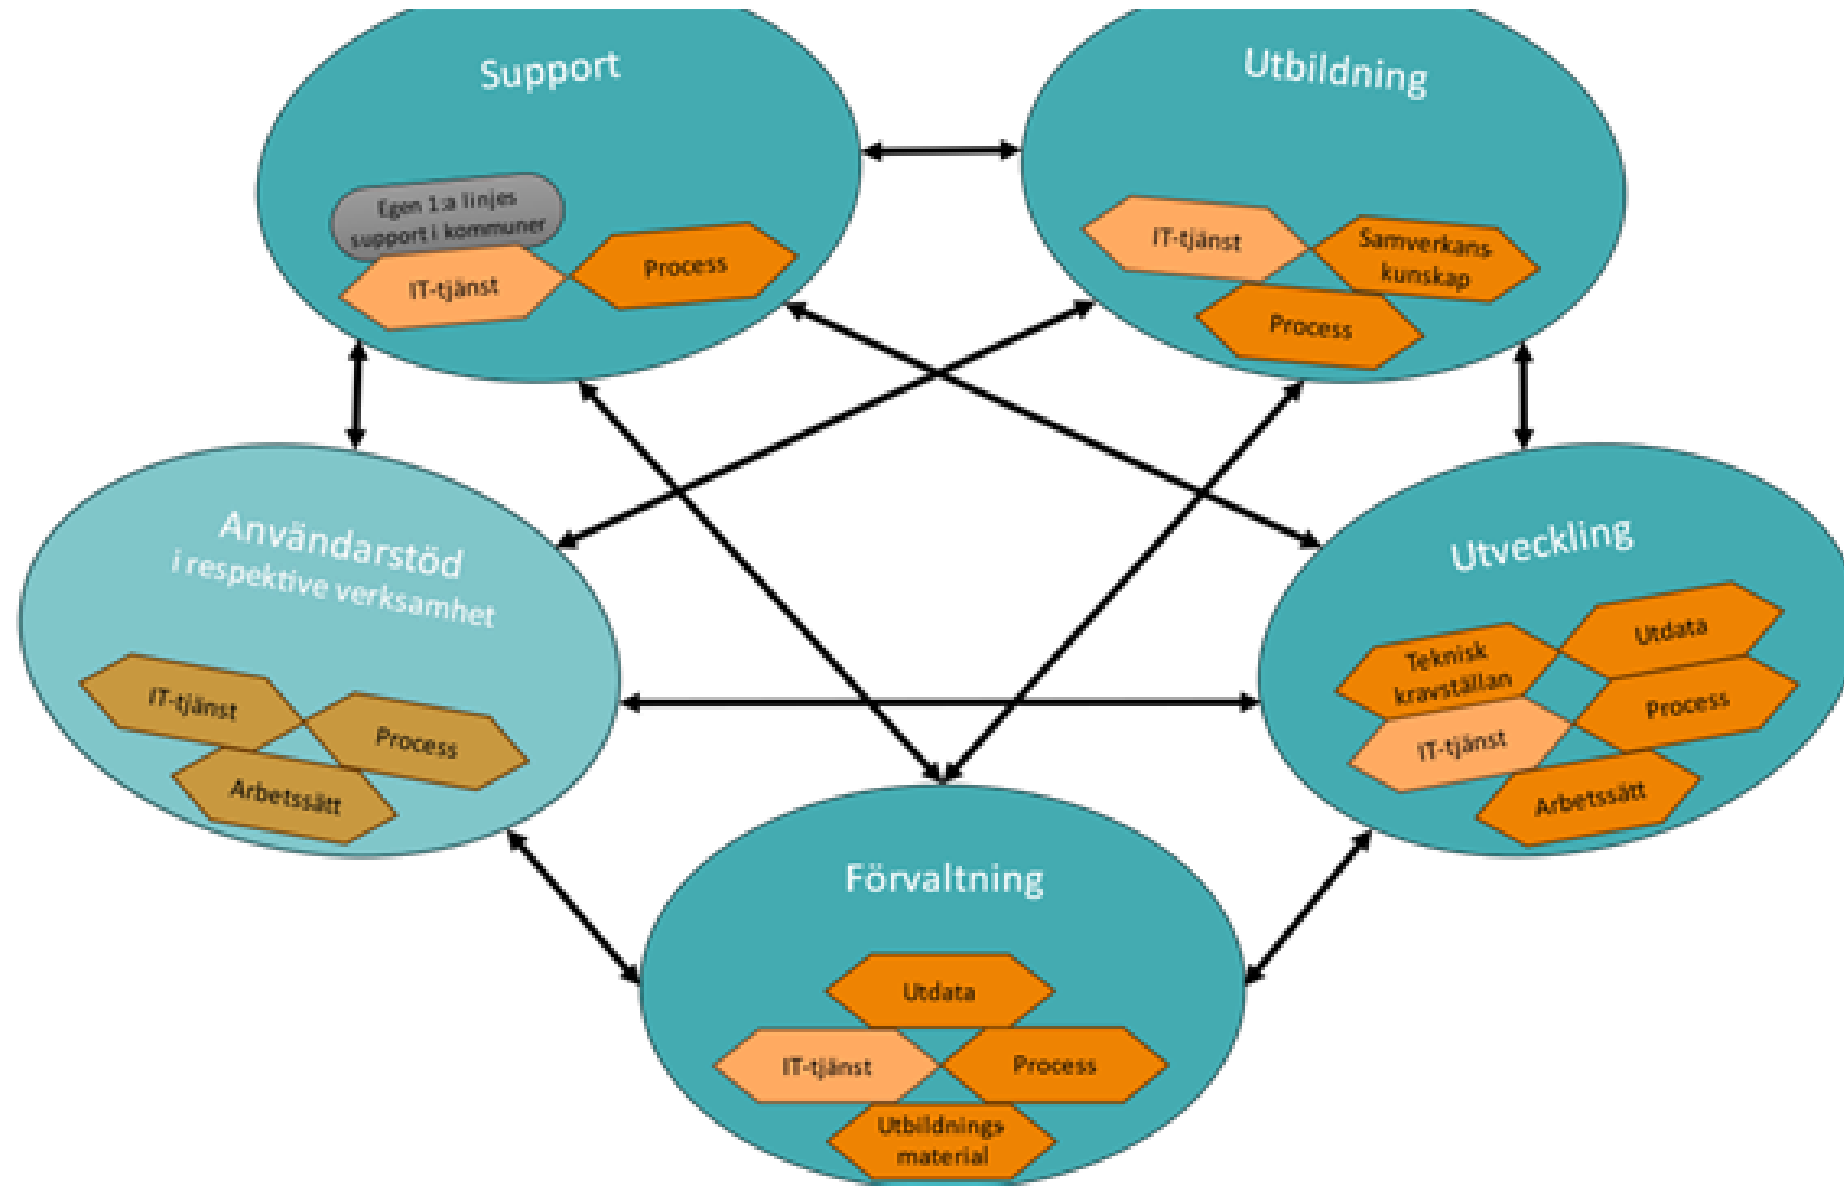 Support
Egen 1:a linjes
support i kommuner
IT-tjänst
Process
Utbildning
IT-tjänst
Samverkans-
kunskap
Process
Användarstöd
i respektive verksamhet
IT-tjänst
Process
Arbetssätt
Utveckling
Utdata
Teknisk
kravställan
Process
IT-tjänst
Arbetssätt
Förvaltning
Utdata
IT-tjänst
Process
Utbildnings-
material